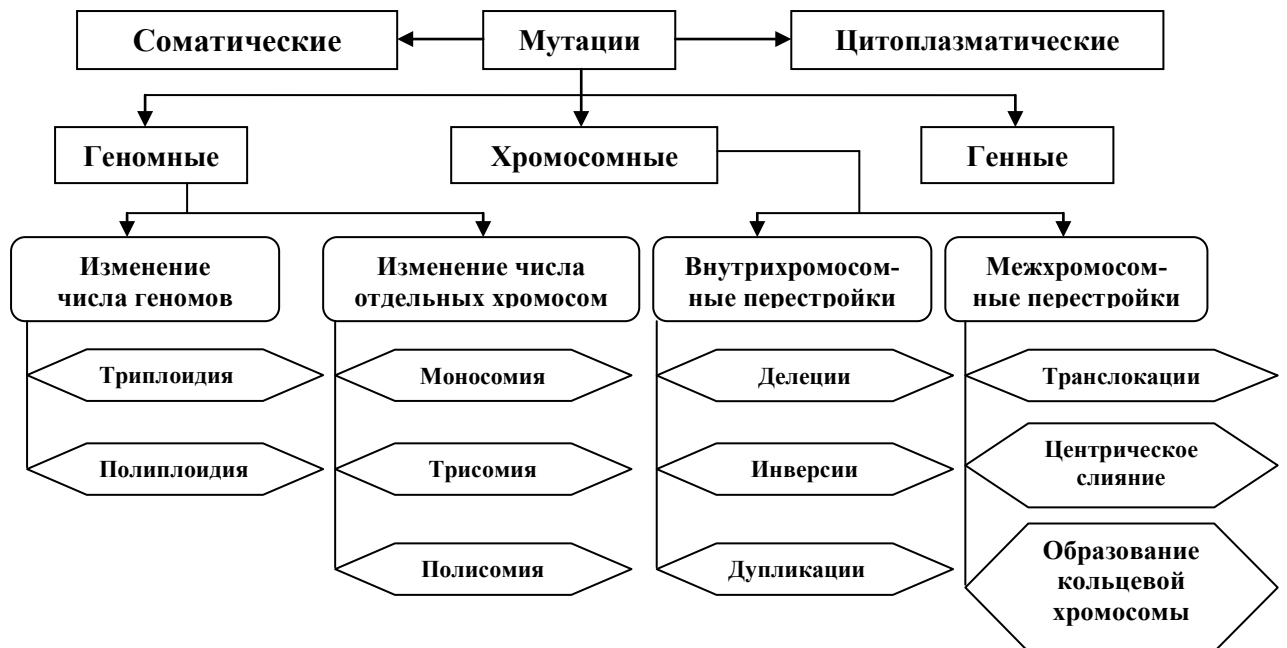 Соматические
Мутации
Цитоплазматические
Геномные
Хромосомные
Генные
Изменение
числа геномов
Изменение числа
отдельных хромосом
Внутрихромосом-
ные перестройки
Межхромосом-
ные перестройки
Триплоидия
Моносомия
Делеции
Транслокации
Полиплоидия
Трисомия
Инверсии
Центрическое
слияние
Полисомия
Дупликации
Образование
кольцевой
хромосомы